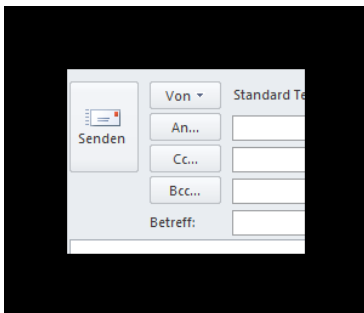 Von Standard Te
An...
Senden
Cc...
Bcc...
Betreff: